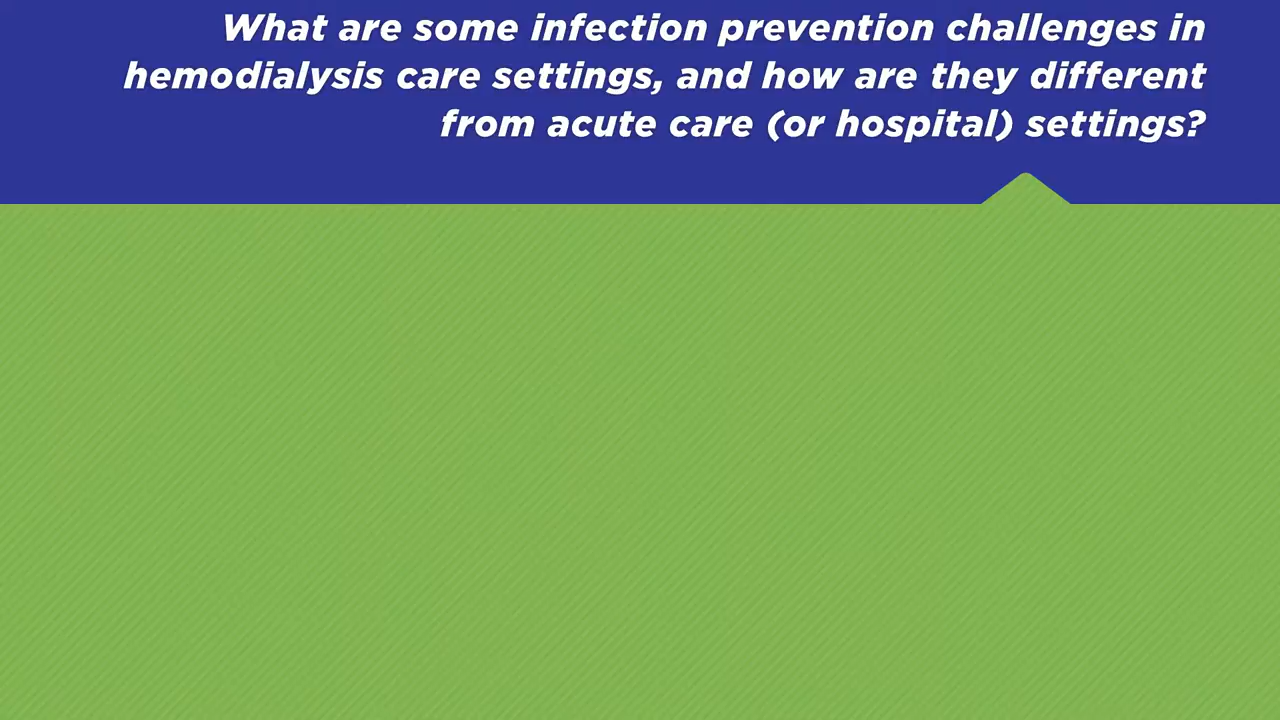 What are some infection prevention challenges in
hemodialysis care settings, and how are they different
from acute care (or hospital) settings?